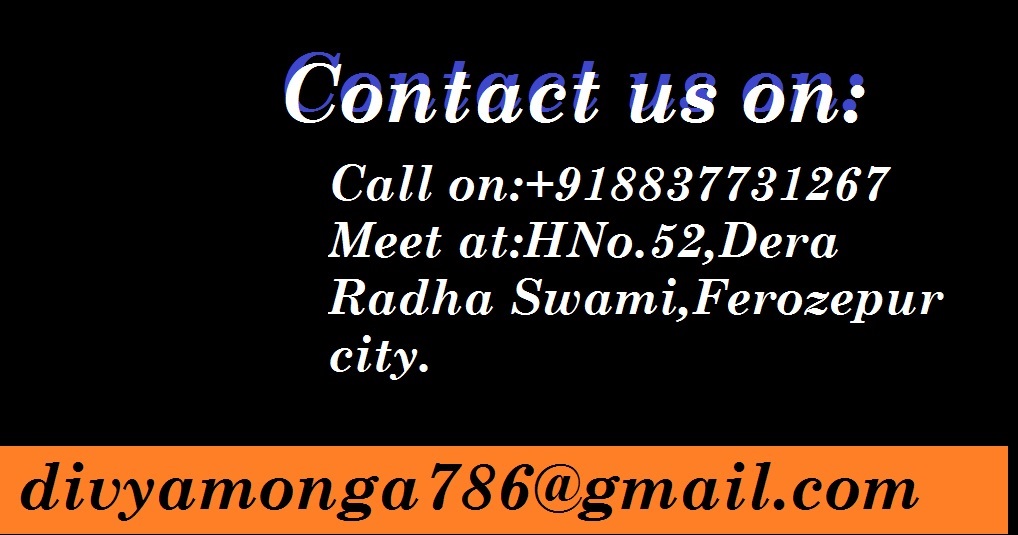 Contact us on:
Call on:+918837731267
Meet at:HNo.52,Dera
Radha Swami,Ferozepur
city.
divyamonga786@gmail.com